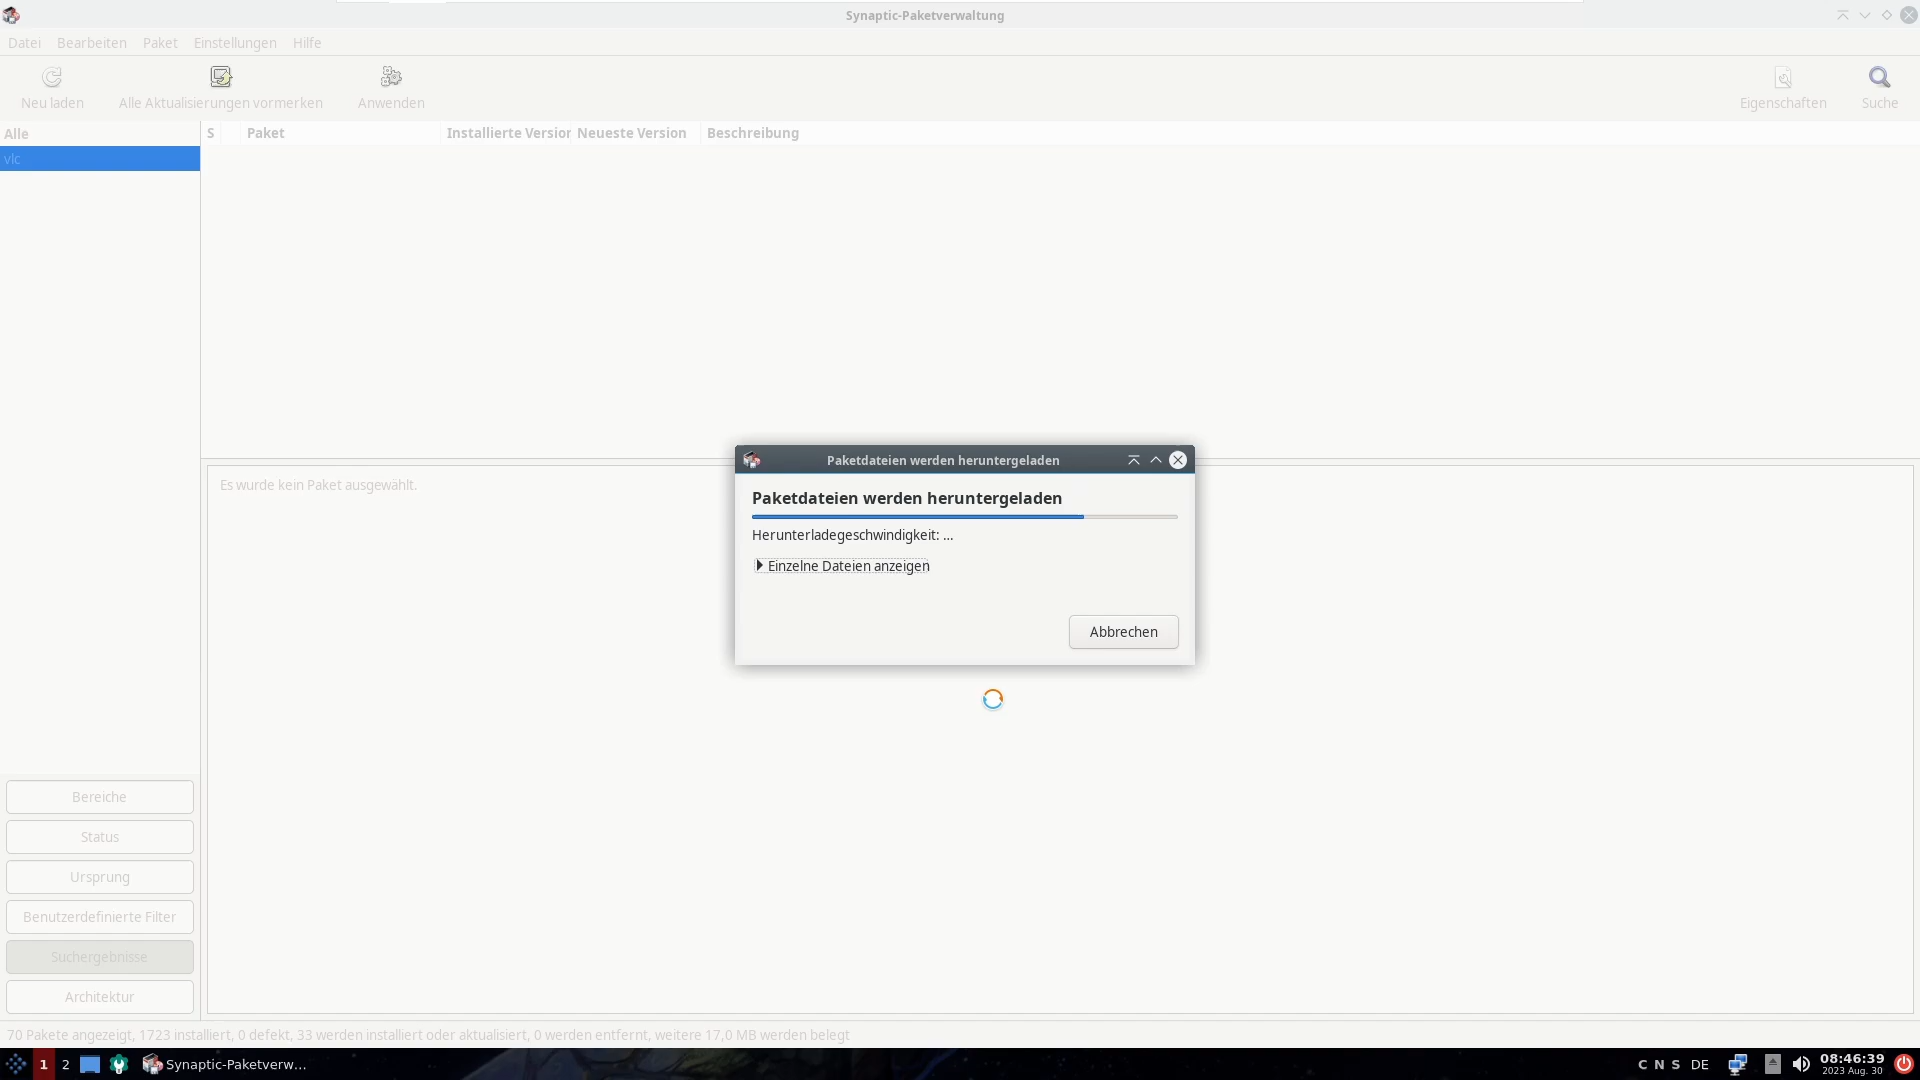 Synaptic-Paketverwaltung
Datei Bearbeiten Paket Einstellungen Hilfe
Neu laden Alle Aktualisierungen vormerken Anwenden Eigenschaften Suche
Alle
vlc
S Paket Installierte Version Neueste Version Beschreibung
Es wurde kein Paket ausgewählt.
Paketdateien werden heruntergeladen
Paketdateien werden heruntergeladen
Herunterladegeschwindigkeit: ...
Einzelne Dateien anzeigen
Abbrechen
Bereiche
Status
Ursprung
Benutzerdefinierte Filter
Suchergebnisse
Architektur
70 Pakete angezeigt, 1723 installiert, 0 defekt, 33 werden installiert oder aktualisiert, 0 werden entfernt, weitere 17,0 MB werden belegt
1 2 Synaptic-Paketverw... C N S DE 08:46:39
2023 Aug. 30